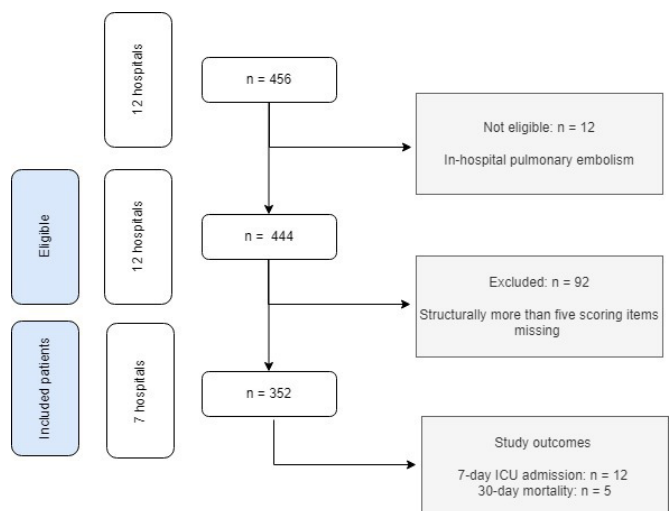 12 hospitals
n = 456
Not eligible: n = 12
In-hospital pulmonary embolism
Eligible
12 hospitals
n = 444
Excluded: n = 92
Structurally more than five scoring items
missing
Included patients
7 hospitals
n = 352
Study outcomes
7-day ICU admission: n = 12
30-day mortality: n = 5